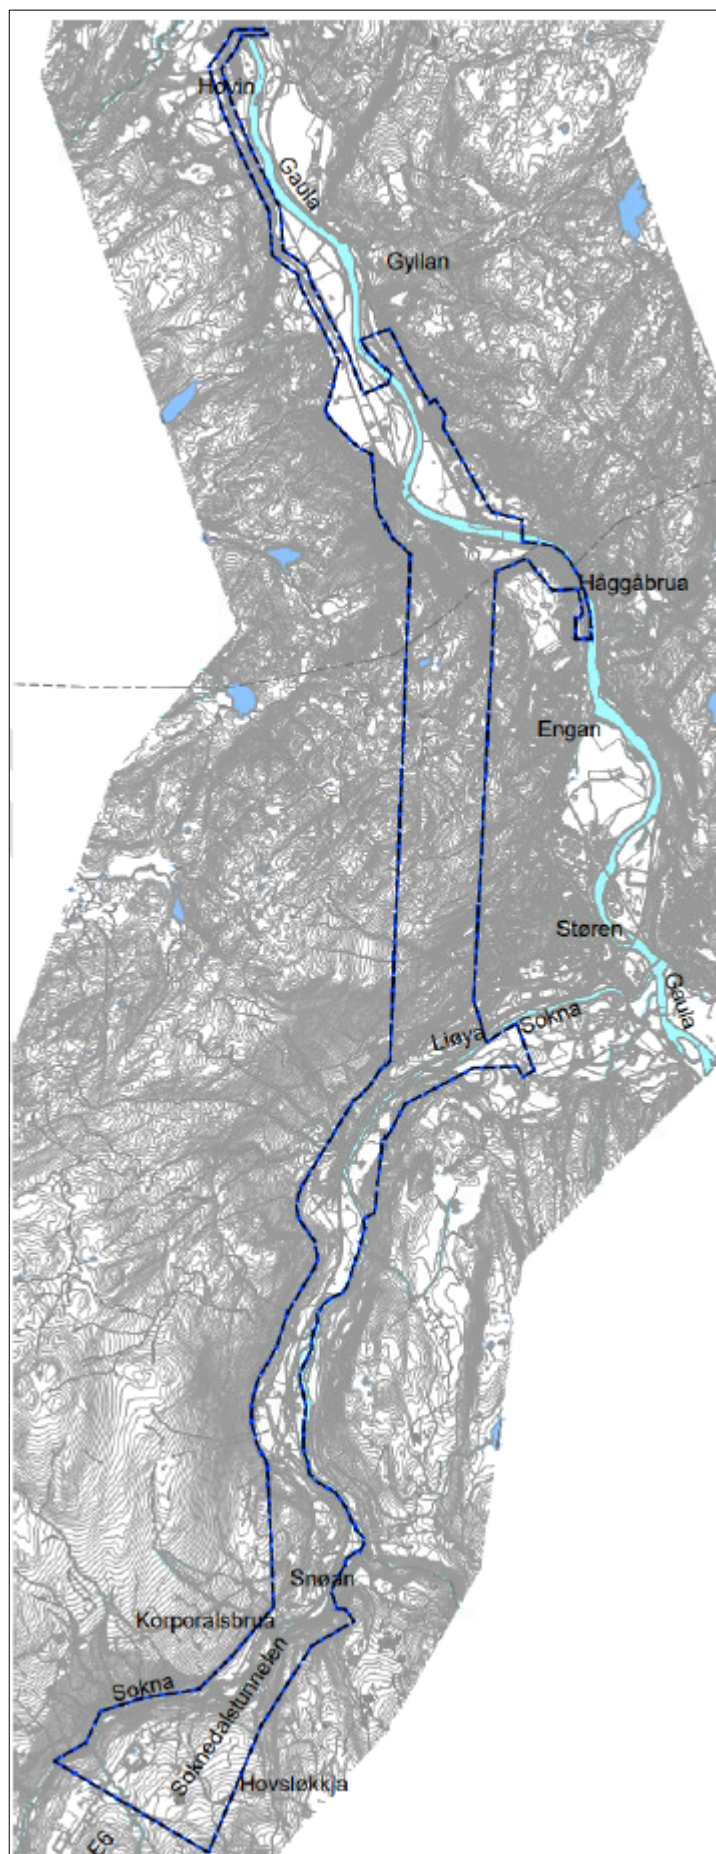 Hovin
Gaula
Gyllan
Håggåbrua
Engan
Støren
Gaula
Liøya
Sokna
Snøan
Korporalsbrua
Sokna
Soknedalstunnelen
Hovsløkkja
E6